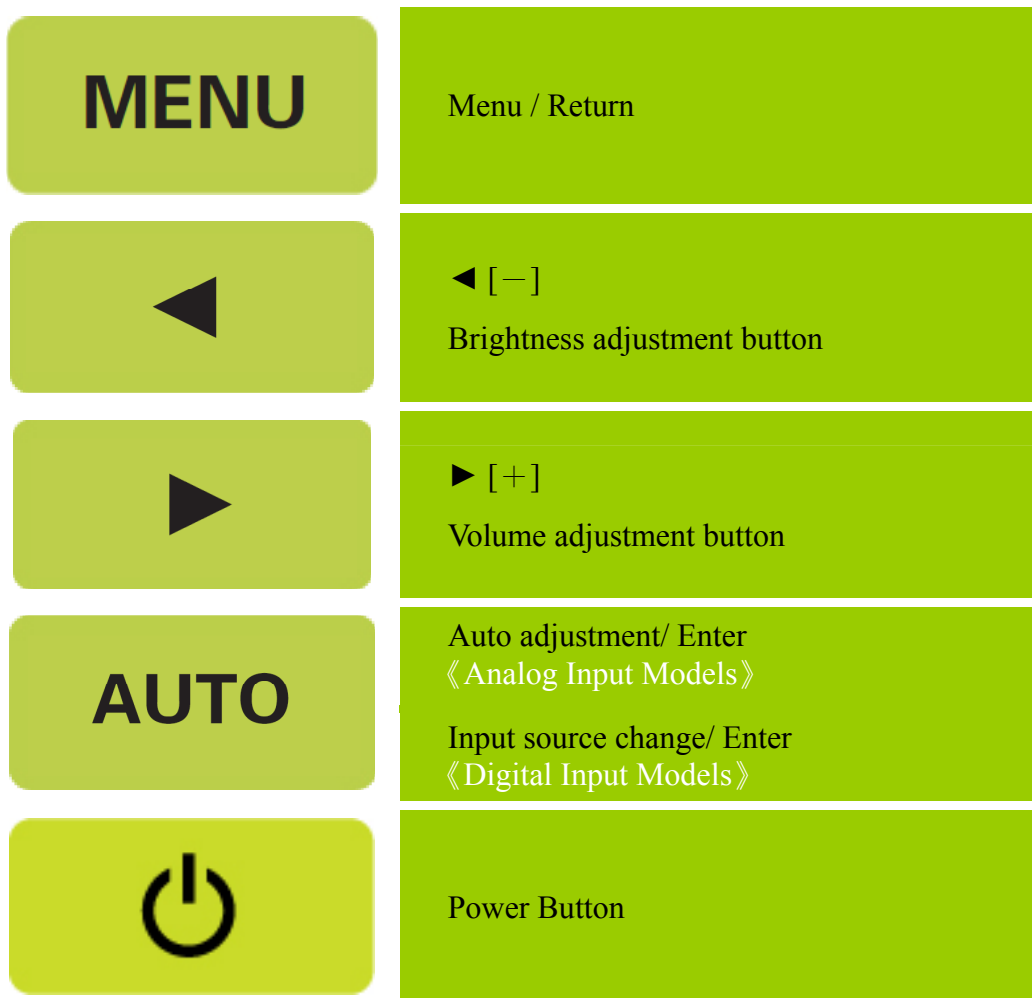 MENU
Menu / Return
◄
◄ [－]
Brightness adjustment button
►
► [＋]
Volume adjustment button
AUTO
Auto adjustment/ Enter
《Analog Input Models》
Input source change/ Enter
《Digital Input Models》
Power Button